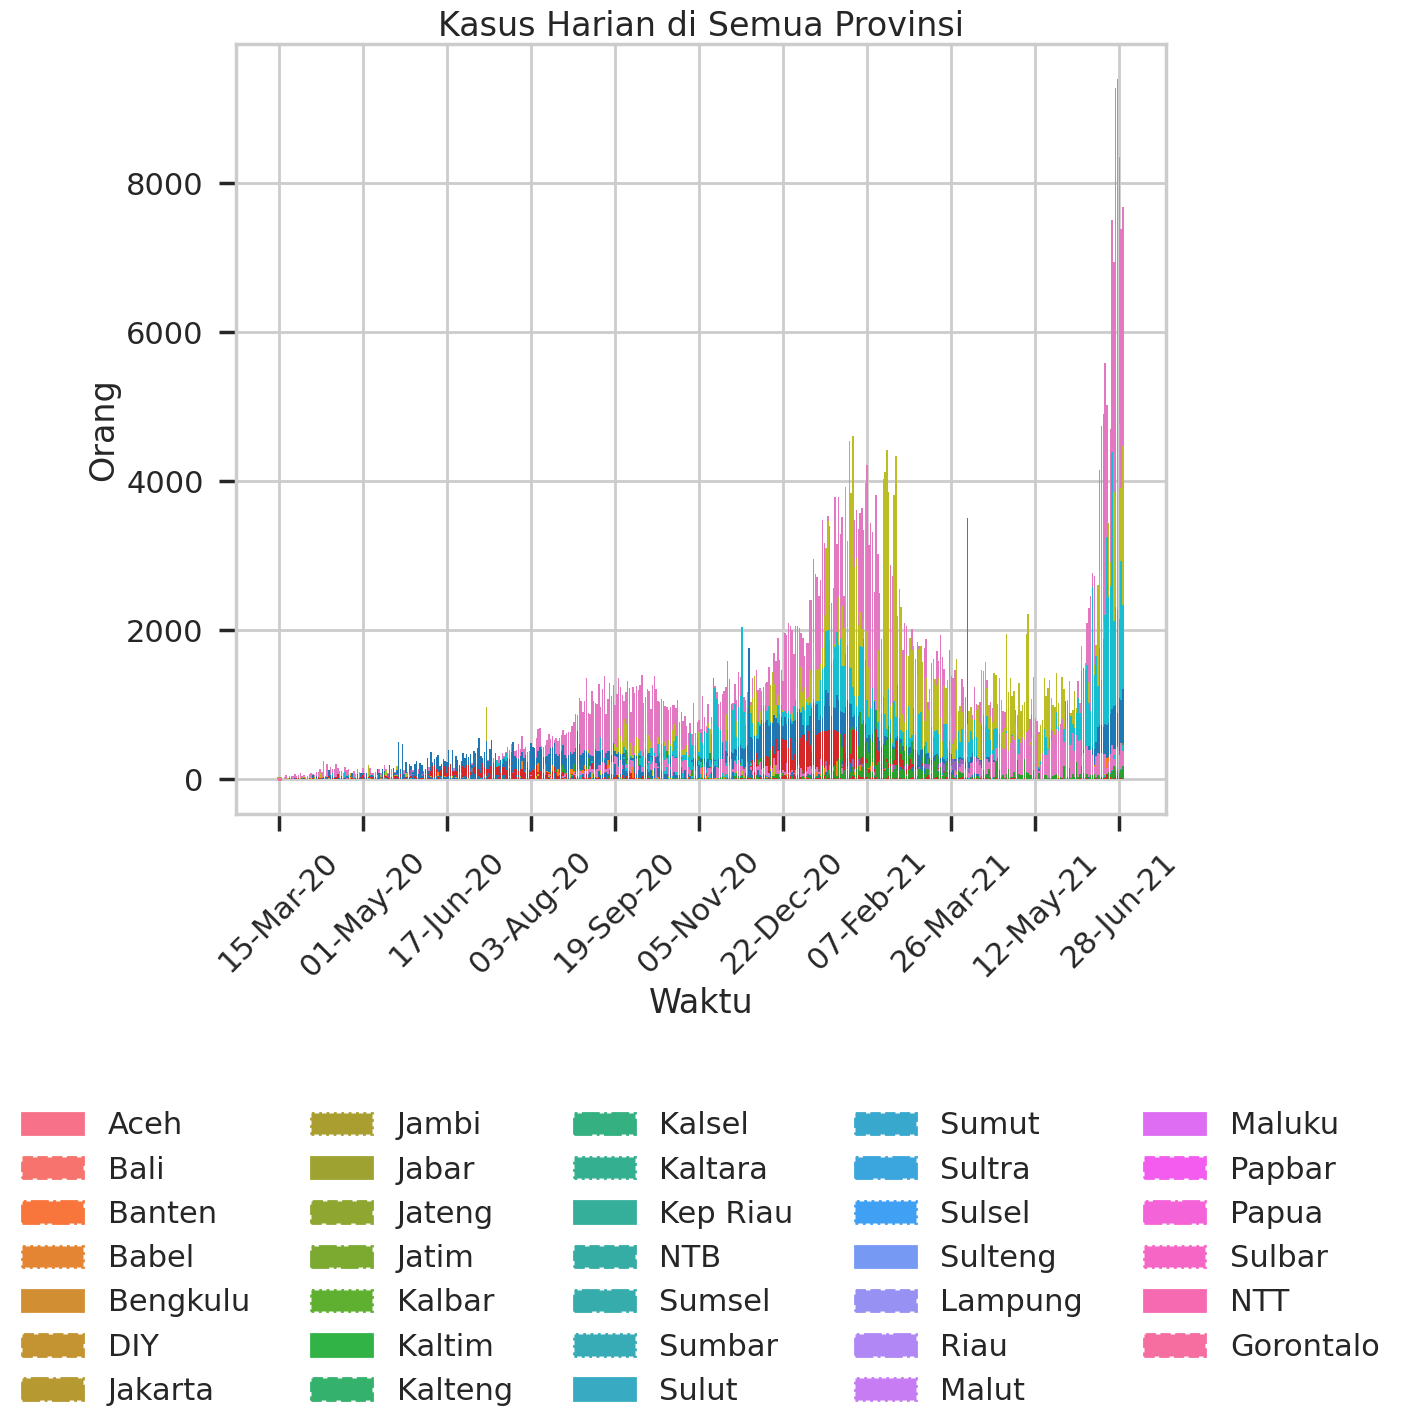 Kasus Harian di Semua Provinsi
8000
6000
4000
2000
0
Orang
15-Mar-20
01-May-20
17-Jun-20
03-Aug-20
19-Sep-20
05-Nov-20
22-Dec-20
07-Feb-21
26-Mar-21
12-May-21
28-Jun-21
Waktu
Aceh
Bali
Banten
Babel
Bengkulu
DIY
Jakarta
Jambi
Jabar
Jateng
Jatim
Kalbar
Kaltim
Kalteng
Kalsel
Kaltara
Kep Riau
NTB
Sumsel
Sumbar
Sulut
Sumut
Sultra
Sulsel
Sulteng
Lampung
Riau
Malut
Maluku
Papbar
Papua
Sulbar
NTT
Gorontalo